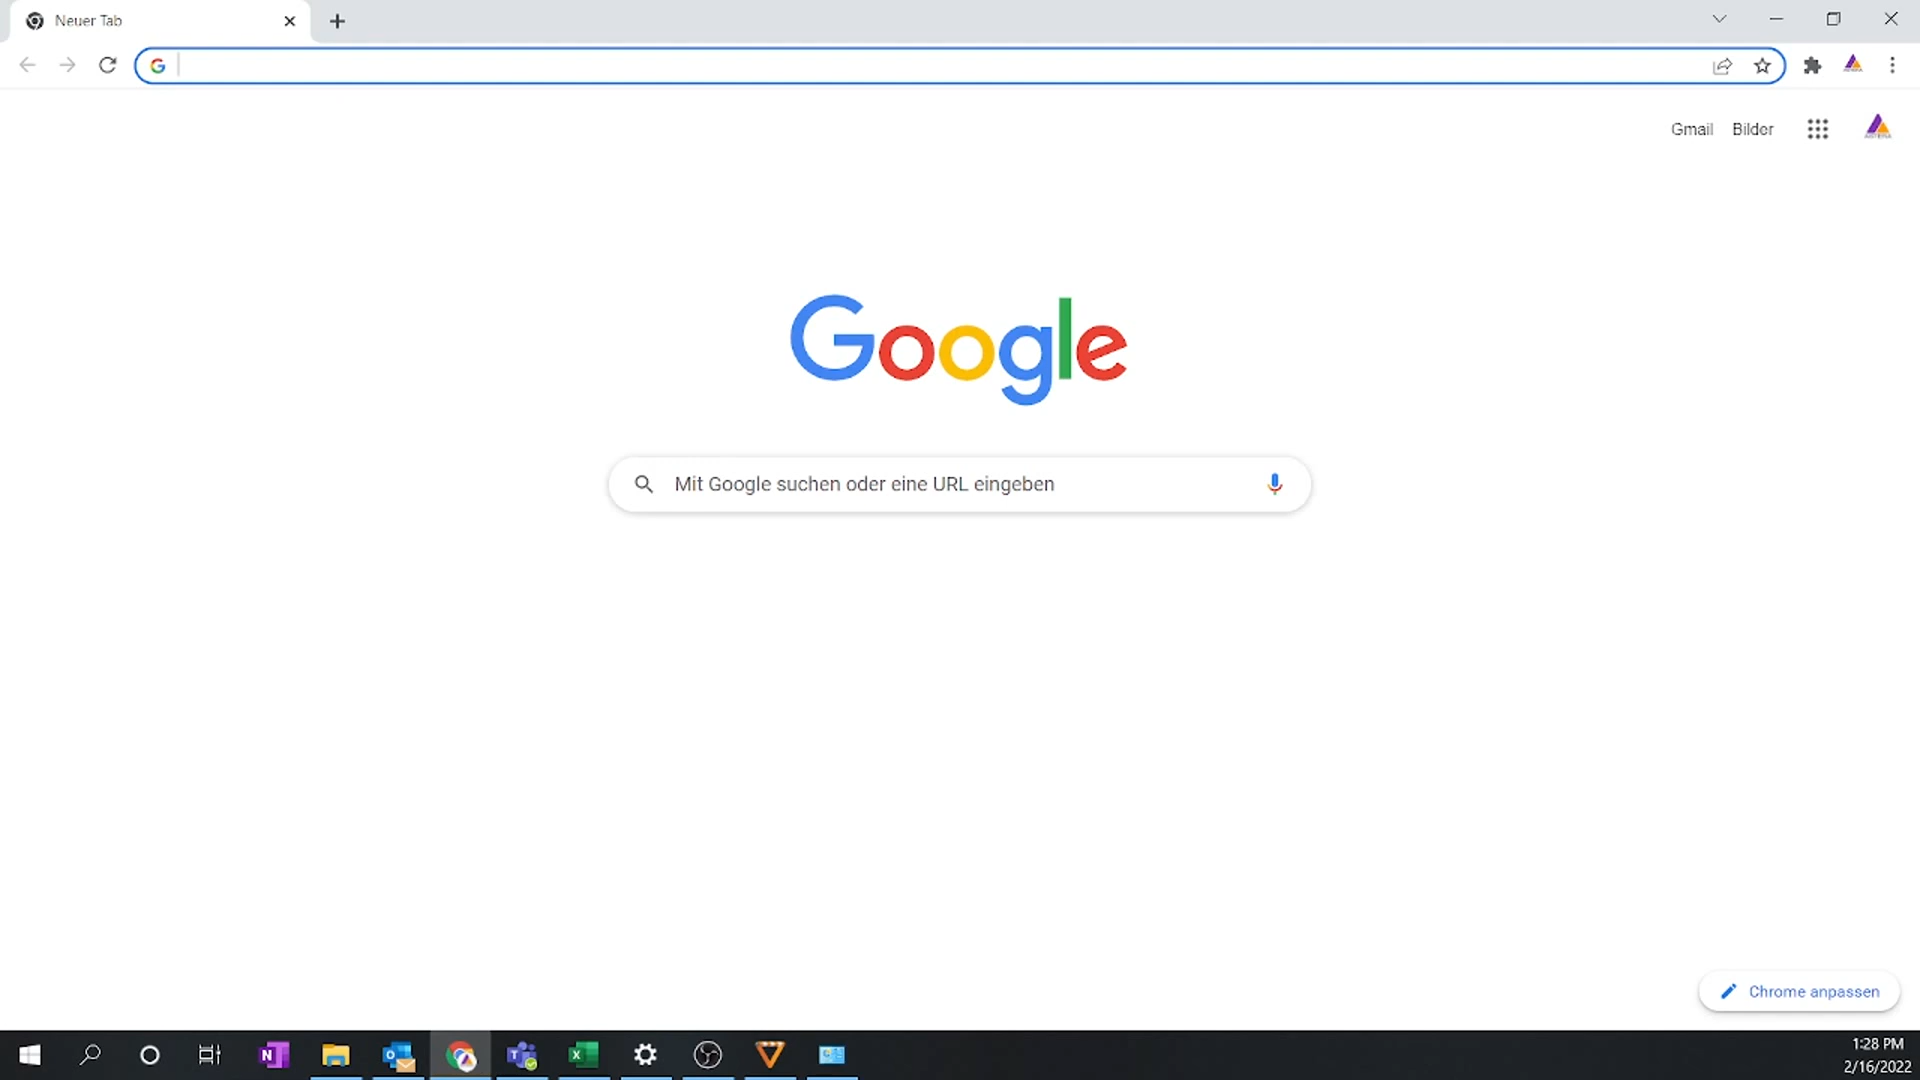 Neuer Tab
Gmail Bilder
Google
Mit Google suchen oder eine URL eingeben
Chrome anpassen
1:28 PM
2/16/2022